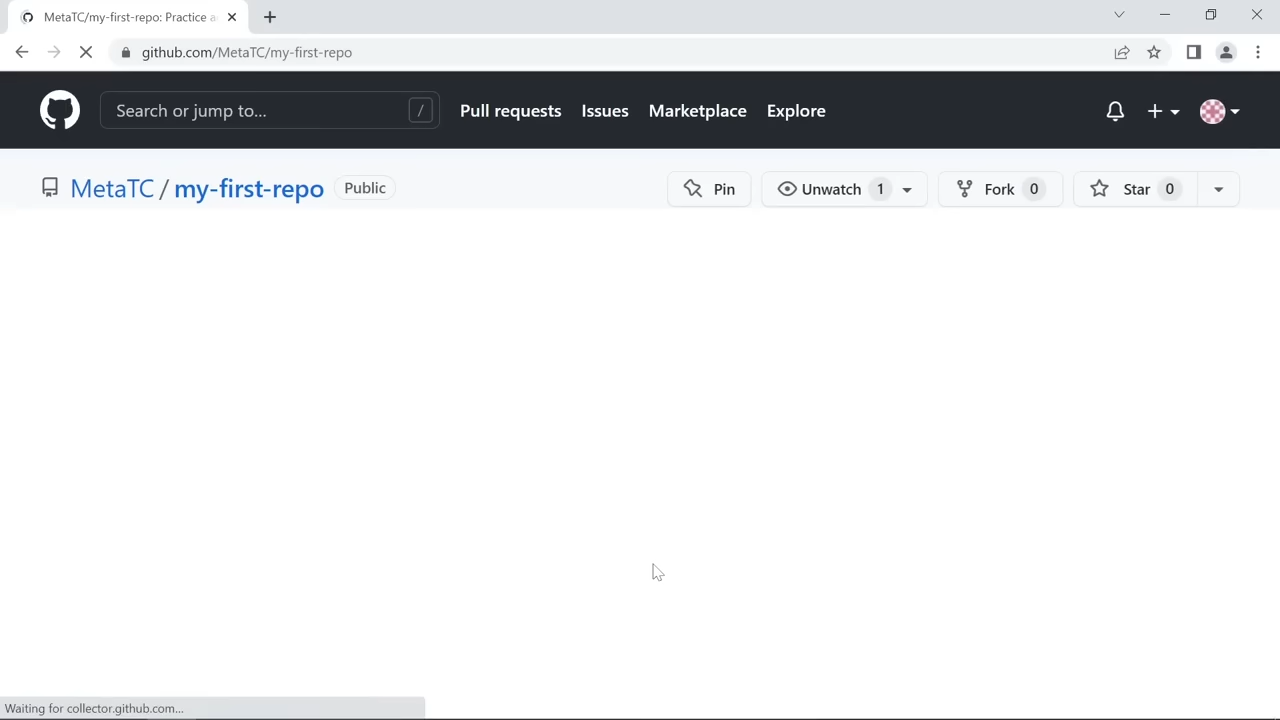 MetaTC/my-first-repo: Practice a
github.com/MetaTC/my-first-repo
Search or jump to... /
Pull requests Issues Marketplace Explore
MetaTC / my-first-repo Public
Pin Unwatch 1 Fork 0 Star 0
Waiting for collector.github.com...